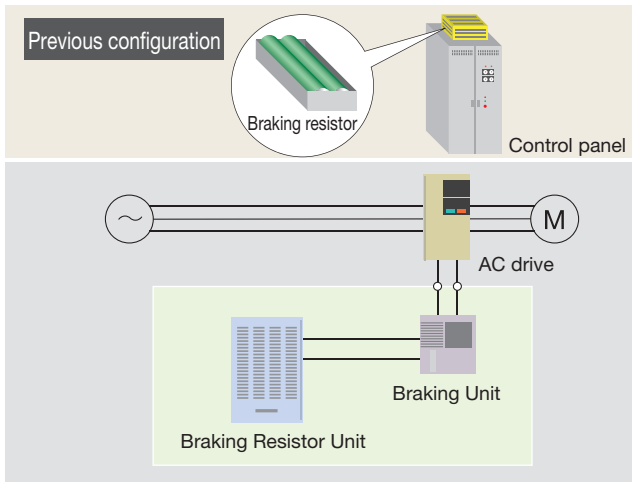 Previous configuration
Braking resistor
Control panel
M
AC drive
Braking Unit
Braking Resistor Unit